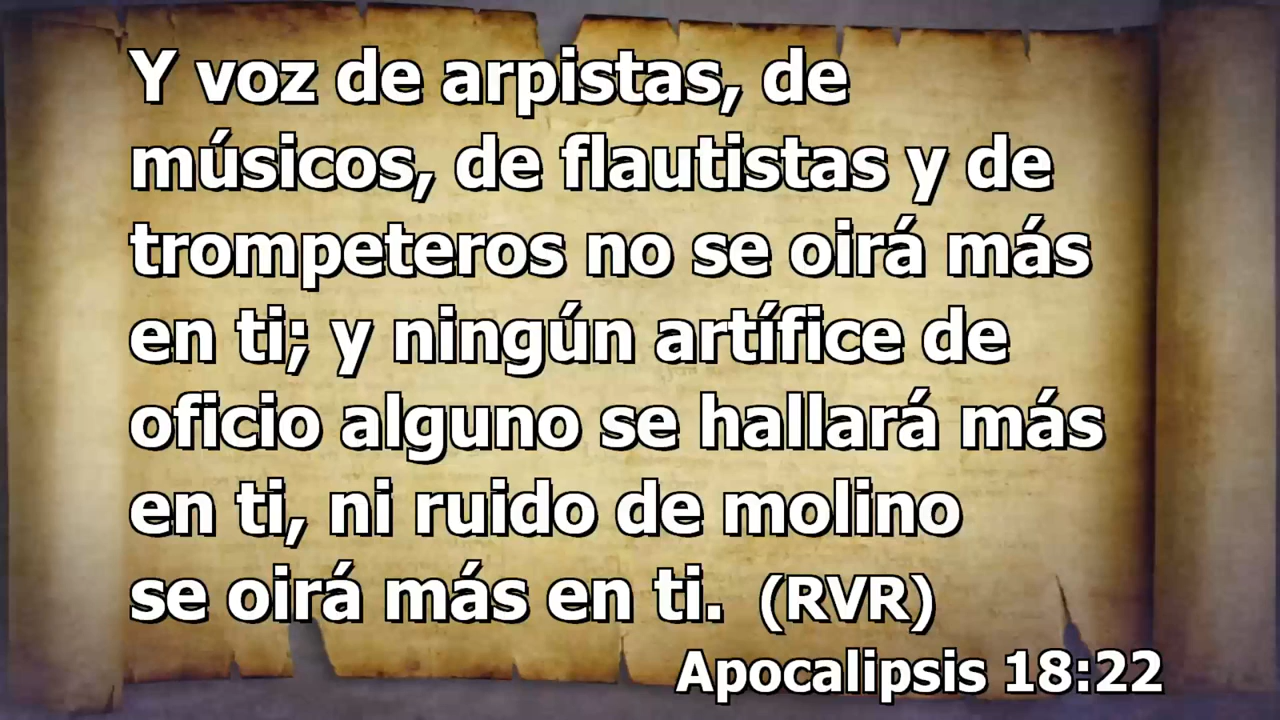 Y voz de arpistas, de
músicos, de flautistas y de
trompeteros no se oirá más
en ti; y ningún artífice de
oficio alguno se hallará más
en ti, ni ruido de molino
se oirá más en ti. (RVR)
Apocalipsis 18:22